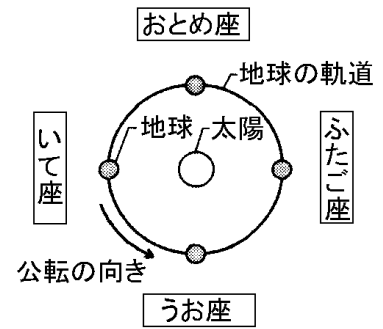 おとめ座
地球の軌道
地球
太陽
いて座
ふたご座
公転の向き
うお座